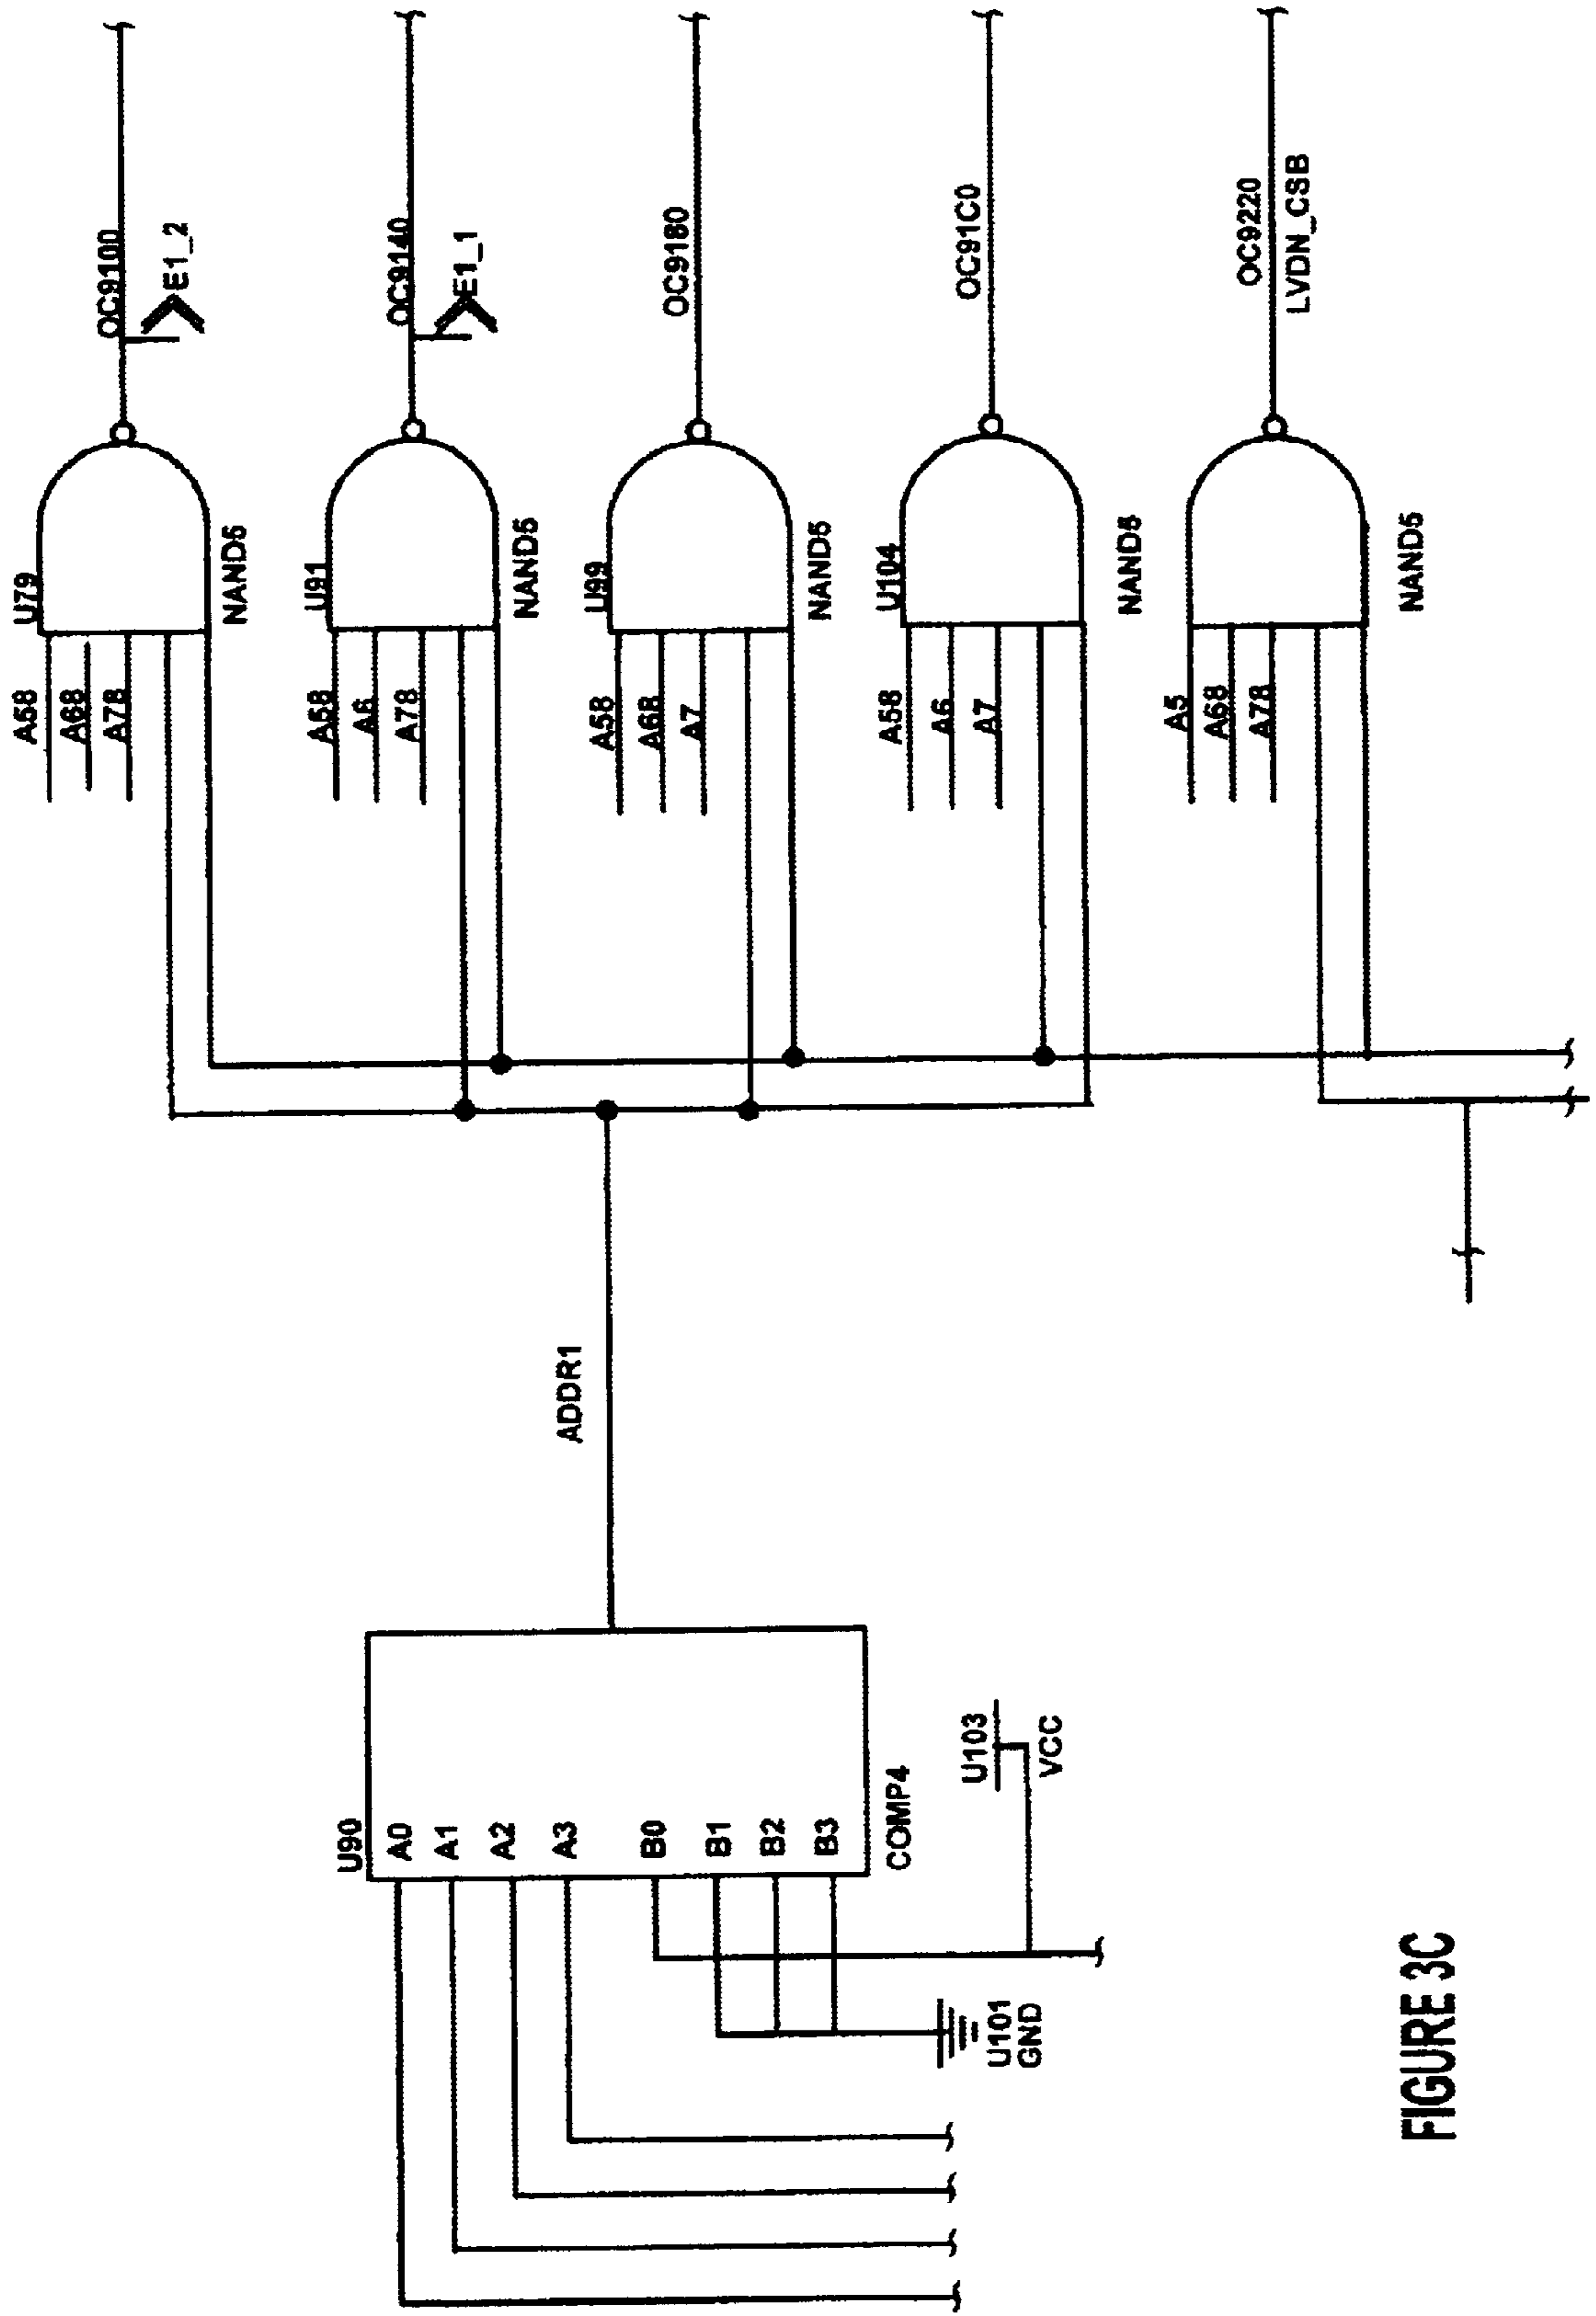 OC9100
E1_2
U79
NAND5
A58
A68
A78
OC9140
E1_1
U91
NAND5
A58
A6
A78
OC9180
U99
NAND5
A58
A68
A7
OC91C0
U104
NAND5
A58
A6
A7
OC9220
LVDN_CSB
NAND5
A5
A68
A78
ADDR1
U90
A0
A1
A2
A3
B0
B1
B2
B3
COMP4
U103
VCC
U101
GND
FIGURE 3C